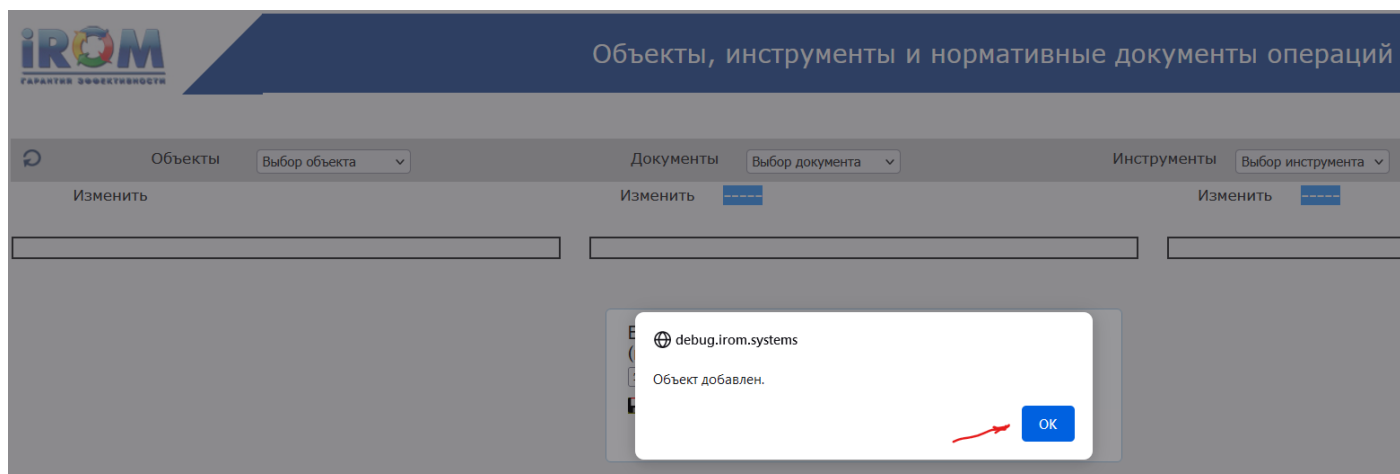 iROM
ГАРАНТИЯ ЭФФЕКТИВНОСТИ
Объекты, инструменты и нормативные документы операций
Объекты Выбор объекта Документы Выбор документа Инструменты Выбор инструмента
Изменить Изменить ----- Изменить -----
debug.irom.systems
Объект добавлен.
OK